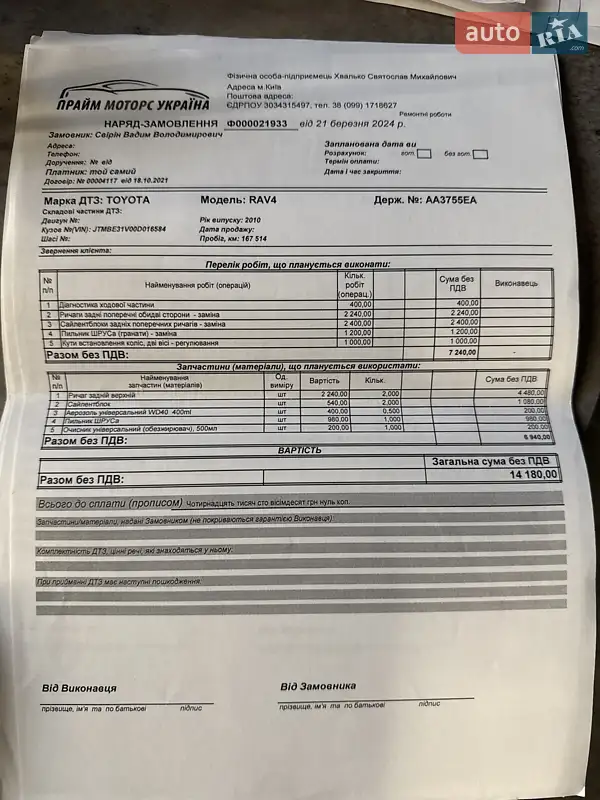 auto RIA .com
Фізична особа-підприємець Хвалько Святослав Михайлович
Адреса м.Київ
Поштова адреса:
ЄДРПОУ 3034315497, тел. 38 (099) 1718627
ПРАЙМ МОТОРС УКРАЇНА
Ремонтні роботи
НАРЯД-ЗАМОВЛЕННЯ Ф000021933 від 21 березня 2024 р.
Замовник: Свірін Вадим Володимирович
Адреса:
Телефон:
Доручення: № від
Платник: той самий
Договір: № 00004117 від 18.10.2021
Запланована дата ви
Розрахунок: гот. без гот.
Термін оплати:
Дата і час закриття:
Марка ДТЗ: TOYOTA Модель: RAV4 Держ. №: AA3755EA
Складові частини ДТЗ:
Двигун №: Рік випуску: 2010
Кузов №(VIN): JTMBE31V00D016584 Дата продажу:
Шасі №: Пробіг, км: 167 514
Звернення клієнта:
Перелік робіт, що планується виконати:
№ п/п Найменування робіт (операцій) Кільк. робіт (операц.) Сума без ПДВ Виконавець
1 Діагностика ходової частини 400,00 400,00
2 Ричаги задні поперечні обидві сторони - заміна 2 240,00 2 240,00
3 Сайлентблоки задніх поперечних ричагів - заміна 2 400,00 2 400,00
4 Пильник ШРУСа (гранати) - заміна 1 200,00 1 200,00
5 Кути встановлення коліс, дві вісі - регулювання 1 000,00 1 000,00
Разом без ПДВ: 7 240,00 -
Запчастини (матеріали), що планується використати:
№ п/п Найменування запчастин (матеріалів) Од. виміру Вартість Кільк. Сума без ПДВ
1 Ричаг задній верхній шт 2 240,00 2,000 4 480,00
2 Сайлентблок шт 540,00 2,000 1 080,00
3 Аерозоль універсальний WD40 400ml шт 400,00 0,500 200,00
4 Пильник ШРУСа шт 980,00 1,000 980,00
5 Очисник універсальний (обезжирювач), 500мл шт 200,00 1,000 200,00
Разом без ПДВ: 6 940,00
ВАРТІСТЬ
Загальна сума без ПДВ
Разом без ПДВ: 14 180,00
Всього до сплати (прописом) Чотирнадцять тисяч сто вісімдесят грн нуль коп.
Запчастини/матеріали, надані Замовником (не покриваються гарантією Виконавця):
Комплектність ДТЗ, цінні речі, які знаходяться у ньому:
При прийманні ДТЗ має наступні пошкодження:
Від Виконавця Від Замовника
прізвище, ім'я та по батькові підпис прізвище, ім'я та по батькові підпис